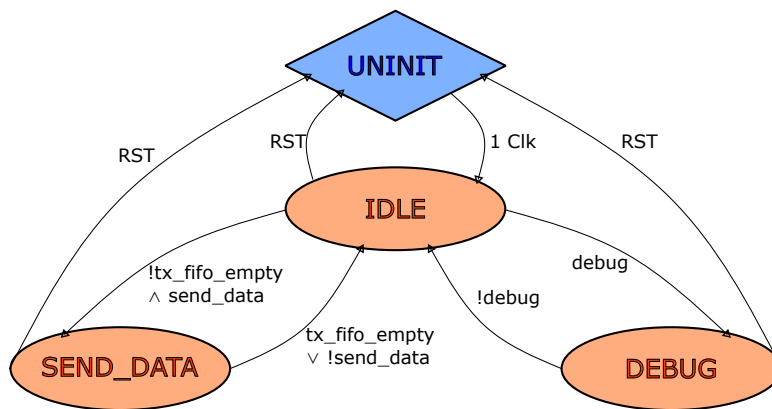 UNINIT
RST
RST
1 Clk
RST
IDLE
!tx_fifo_empty
∧ send_data
!debug
debug
tx_fifo_empty
∨ !send_data
SEND_DATA
DEBUG